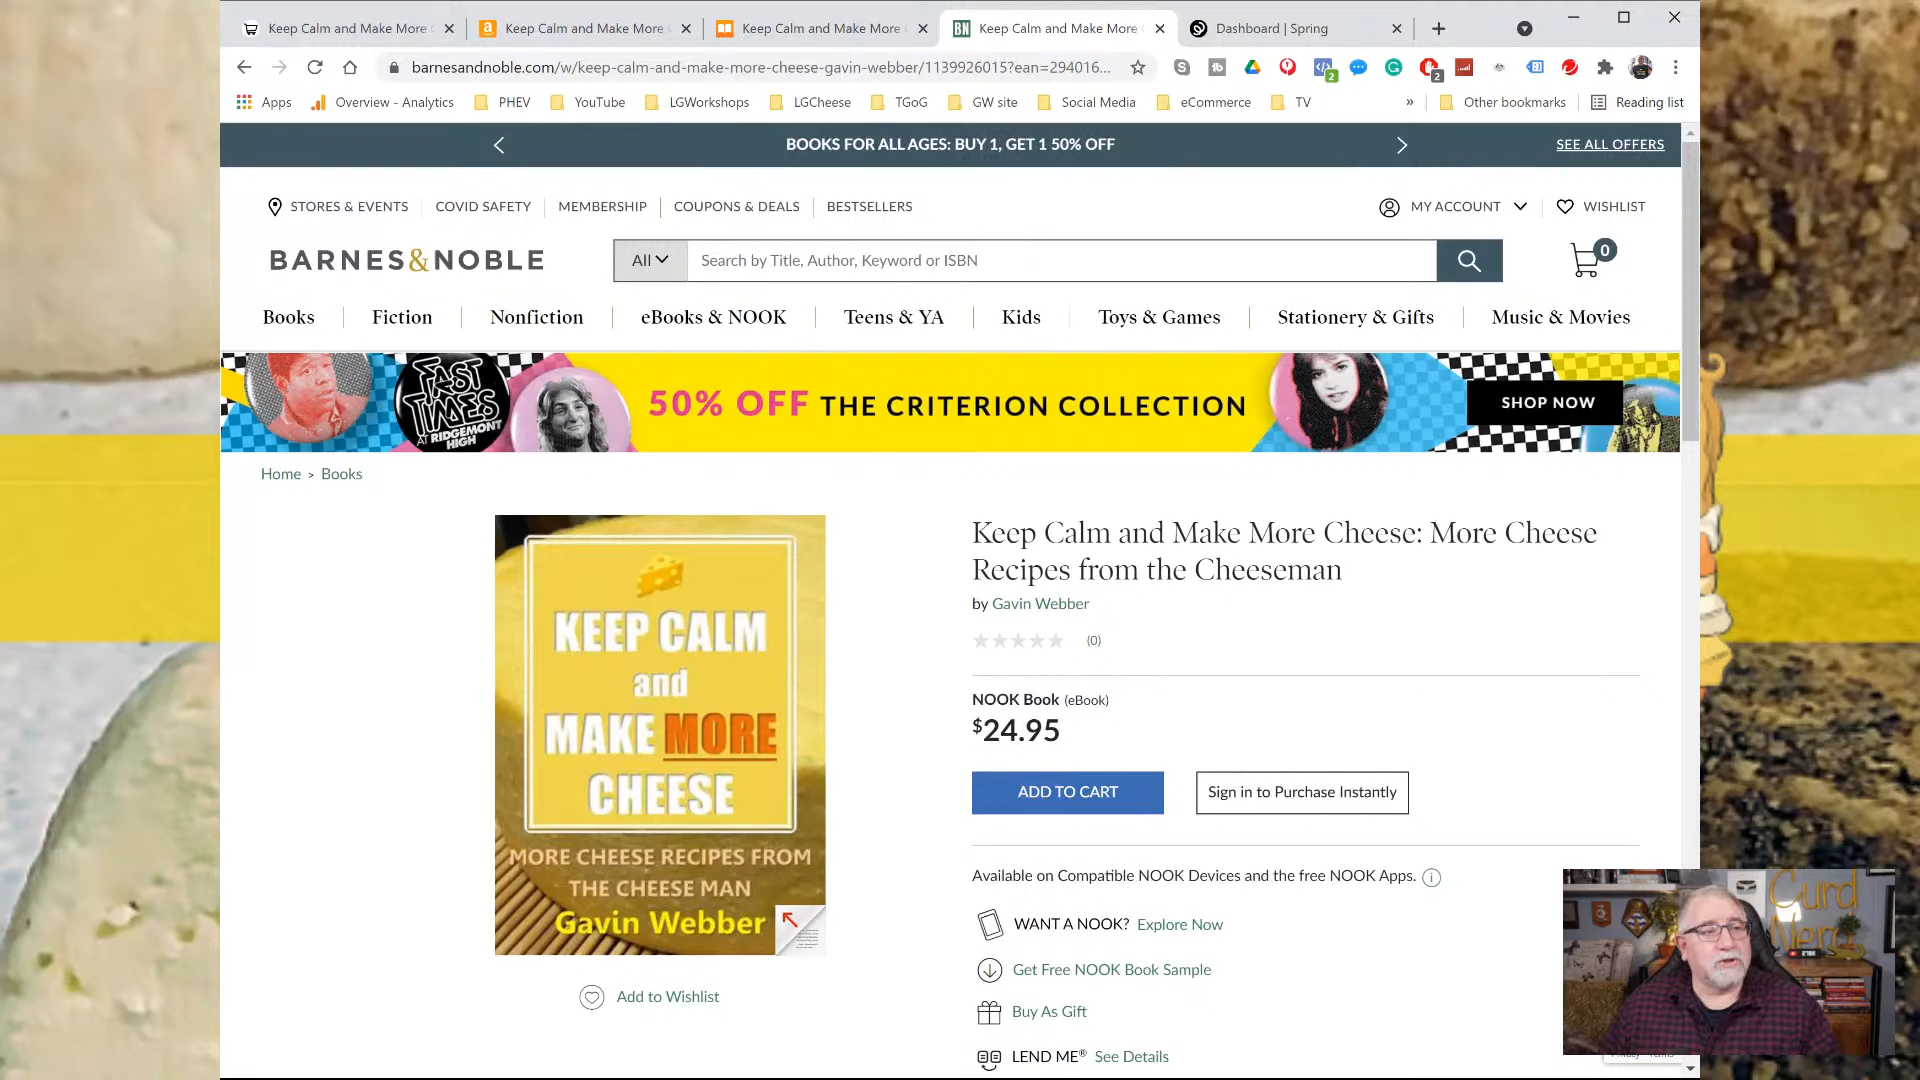 Keep Calm and Make More
Keep Calm and Make More
Keep Calm and Make More
BN Keep Calm and Make More
Dashboard | Spring
barnesandnoble.com/w/keep-calm-and-make-more-cheese-gavin-webber/1139926015?ean=294016...
2
2
Apps
Overview - Analytics
PHEV
YouTube
LGWorkshops
LGCheese
TGoG
GW site
Social Media
eCommerce
TV
»
Other bookmarks
Reading list
BOOKS FOR ALL AGES: BUY 1, GET 1 50% OFF
SEE ALL OFFERS
STORES & EVENTS
COVID SAFETY
MEMBERSHIP
COUPONS & DEALS
BESTSELLERS
MY ACCOUNT
WISHLIST
BARNES&NOBLE
All
Search by Title, Author, Keyword or ISBN
0
Books
Fiction
Nonfiction
eBooks & NOOK
Teens & YA
Kids
Toys & Games
Stationery & Gifts
Music & Movies
FAST
TIMES
AT RIDGEMONT
HIGH
50% OFF THE CRITERION COLLECTION
SHOP NOW
Home > Books
KEEP CALM
and
MAKE MORE
CHEESE
MORE CHEESE RECIPES FROM
THE CHEESE MAN
Gavin Webber
Add to Wishlist
Keep Calm and Make More Cheese: More Cheese
Recipes from the Cheeseman
by Gavin Webber
(0)
NOOK Book (eBook)
$24.95
ADD TO CART
Sign in to Purchase Instantly
Available on Compatible NOOK Devices and the free NOOK Apps.
WANT A NOOK? Explore Now
Get Free NOOK Book Sample
Buy As Gift
LEND ME® See Details
Curd
Nerd